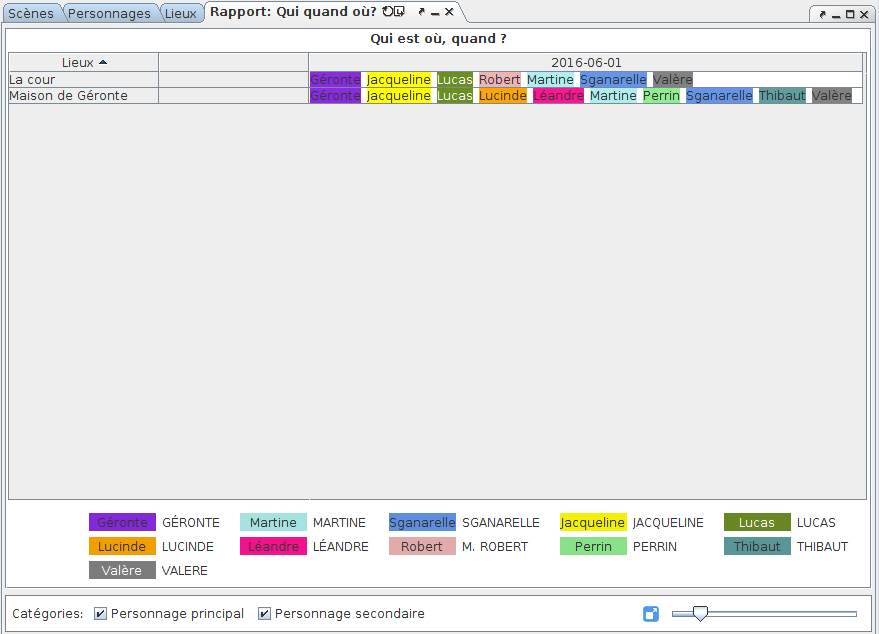 Scènes Personnages Lieux Rapport: Qui quand où?
Qui est où, quand ?
Lieux 2016-06-01
La cour Géronte Jacqueline Lucas Robert Martine Sganarelle Valère
Maison de Géronte Géronte Jacqueline Lucas Lucinde Léandre Martine Perrin Sganarelle Thibaut Valère
Géronte GÉRONTE Martine MARTINE Sganarelle SGANARELLE Jacqueline JACQUELINE Lucas LUCAS
Lucinde LUCINDE Léandre LÉANDRE Robert M. ROBERT Perrin PERRIN Thibaut THIBAUT
Valère VALERE
Catégories: Personnage principal Personnage secondaire